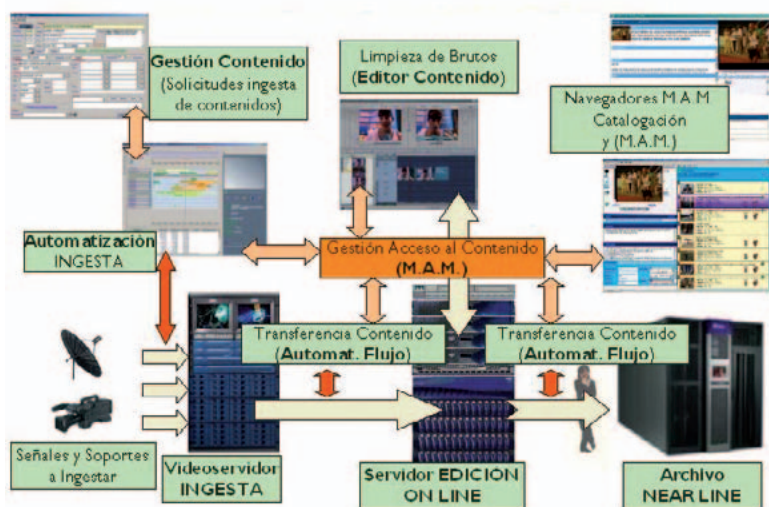 Gestión Contenido
(Solicitudes ingesta
de contenidos)
Limpieza de Brutos
(Editor Contenido)
Navegadores M.A.M
Catalogación
y (M.A.M.)
Automatización
INGESTA
Gestión Acceso al Contenido
(M.A.M.)
Transferencia Contenido
(Automat. Flujo)
Transferencia Contenido
(Automat. Flujo)
Señales y Soportes
a Ingestar
Videoservidor
INGESTA
Servidor EDICION
ON LINE
Archivo
NEAR LINE